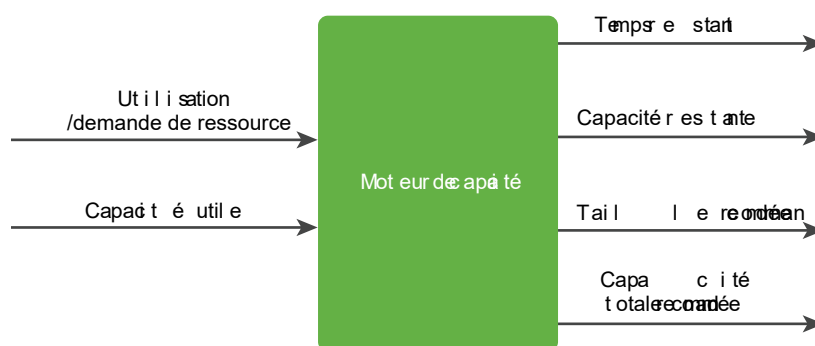 Temps restant
Utilisation
/demande de ressource
Capacité restante
Moteur de capacité
Capacité utile
Taille recommandée
Capacité
totale recommandée